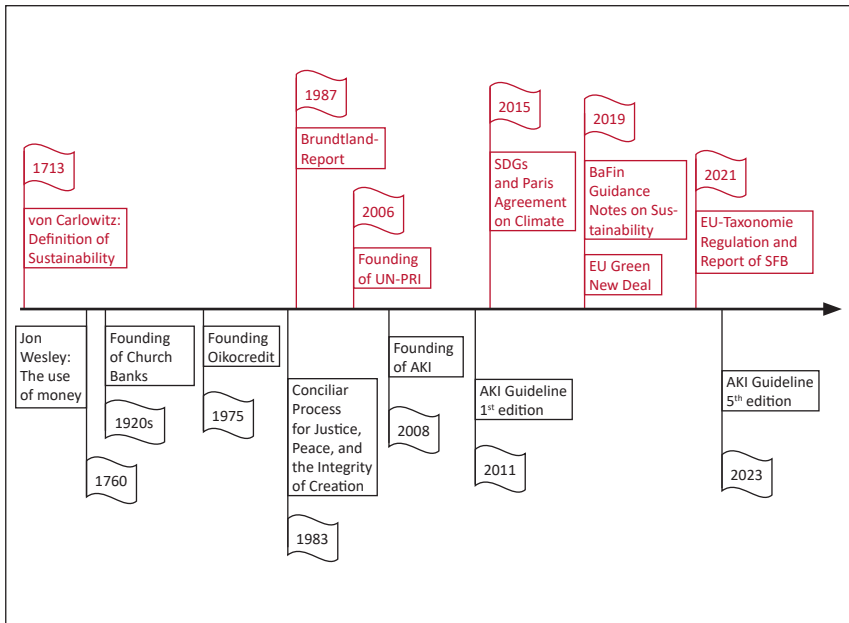 1713
von Carlowitz:
Definition of
Sustainability
1987
Brundtland-
Report
2006
Founding
of UN-PRI
2015
SDGs
and Paris
Agreement
on Climate
2019
BaFin
Guidance
Notes on Sus-
tainability
EU Green
New Deal
2021
EU-Taxonomie
Regulation and
Report of SFB
Jon
Wesley:
The use
of money
1760
Founding
of Church
Banks
1920s
Founding
Oikocredit
1975
Conciliar
Process
for Justice,
Peace, and
the Integrity
of Creation
1983
Founding
of AKI
2008
AKI Guideline
1st edition
2011
AKI Guideline
5th edition
2023